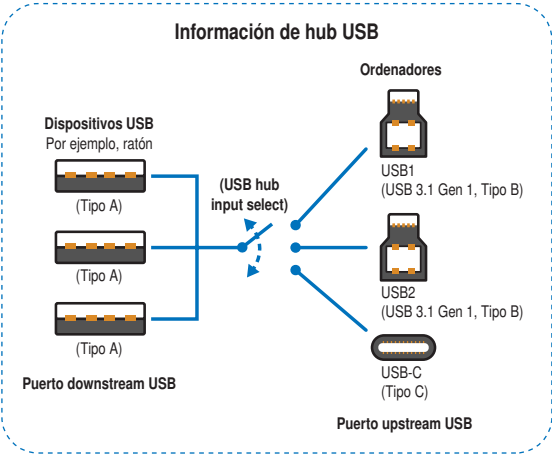 Información de hub USB
Dispositivos USB
Por ejemplo, ratón
(Tipo A)
(Tipo A)
(Tipo A)
Puerto downstream USB
(USB hub
input select)
Ordenadores
USB1
(USB 3.1 Gen 1, Tipo B)
USB2
(USB 3.1 Gen 1, Tipo B)
USB-C
(Tipo C)
Puerto upstream USB